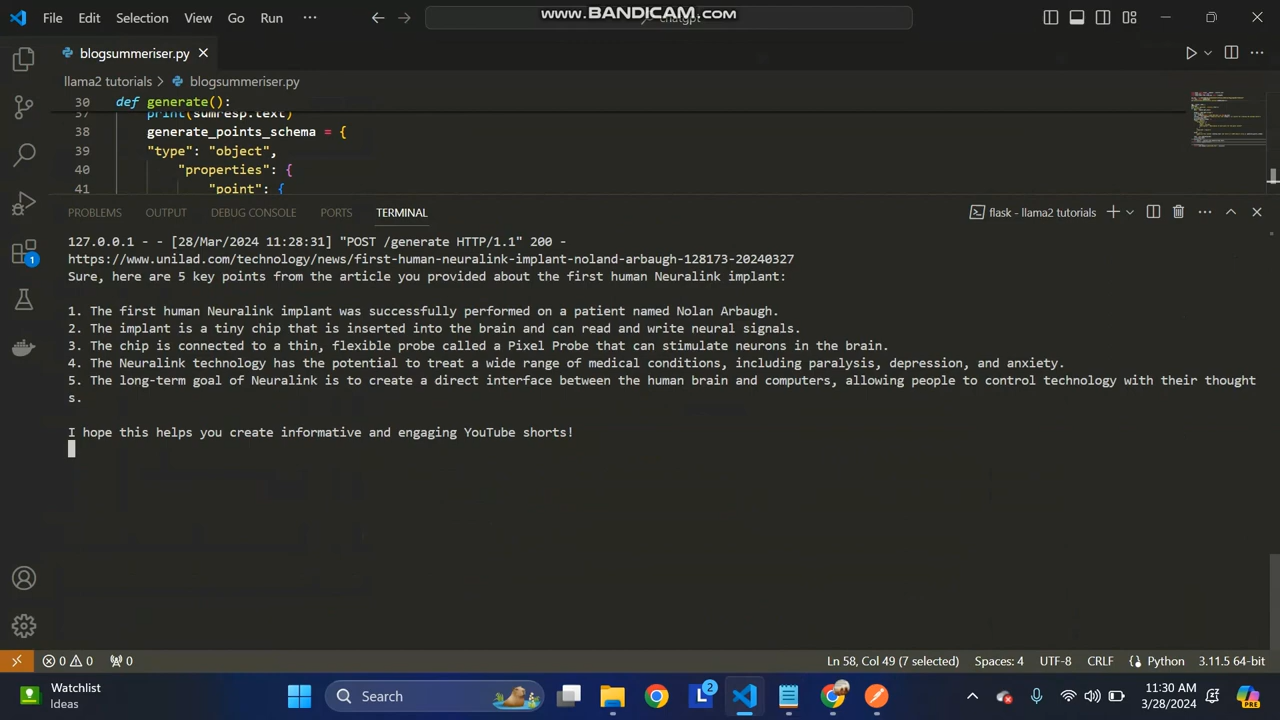 File Edit Selection View Go Run ···
www.BANDICAM.com
blogsummeriser.py
llama2 tutorials > blogsummeriser.py
30 def generate():
37 print(sumresp.text)
38 generate_points_schema = {
39 "type": "object",
40 "properties": {
41 "point": {
PROBLEMS OUTPUT DEBUG CONSOLE PORTS TERMINAL flask - llama2 tutorials
127.0.0.1 - - [28/Mar/2024 11:28:31] "POST /generate HTTP/1.1" 200 -
https://www.unilad.com/technology/news/first-human-neuralink-implant-noland-arbaugh-128173-20240327
Sure, here are 5 key points from the article you provided about the first human Neuralink implant:
1. The first human Neuralink implant was successfully performed on a patient named Nolan Arbaugh.
2. The implant is a tiny chip that is inserted into the brain and can read and write neural signals.
3. The chip is connected to a thin, flexible probe called a Pixel Probe that can stimulate neurons in the brain.
4. The Neuralink technology has the potential to treat a wide range of medical conditions, including paralysis, depression, and anxiety.
5. The long-term goal of Neuralink is to create a direct interface between the human brain and computers, allowing people to control technology with their thought
s.
I hope this helps you create informative and engaging YouTube shorts!
1
0 0 0 Ln 58, Col 49 (7 selected) Spaces: 4 UTF-8 CRLF Python 3.11.5 64-bit
Watchlist
Ideas
Search
2
11:30 AM
3/28/2024
PRE